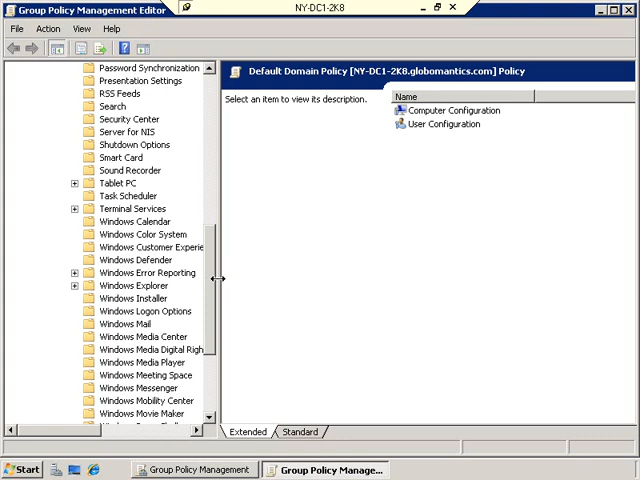 Group Policy Management Editor
NY-DC1-2K8
File Action View Help
Password Synchronization
Presentation Settings
RSS Feeds
Search
Security Center
Server for NIS
Shutdown Options
Smart Card
Sound Recorder
Tablet PC
Task Scheduler
Terminal Services
Windows Calendar
Windows Color System
Windows Customer Experie
Windows Defender
Windows Error Reporting
Windows Explorer
Windows Installer
Windows Logon Options
Windows Mail
Windows Media Center
Windows Media Digital Righ
Windows Media Player
Windows Meeting Space
Windows Messenger
Windows Mobility Center
Windows Movie Maker
Default Domain Policy [NY-DC1-2K8.globomantics.com] Policy
Select an item to view its description.
Name
Computer Configuration
User Configuration
Extended Standard
Start Group Policy Management Group Policy Manage...